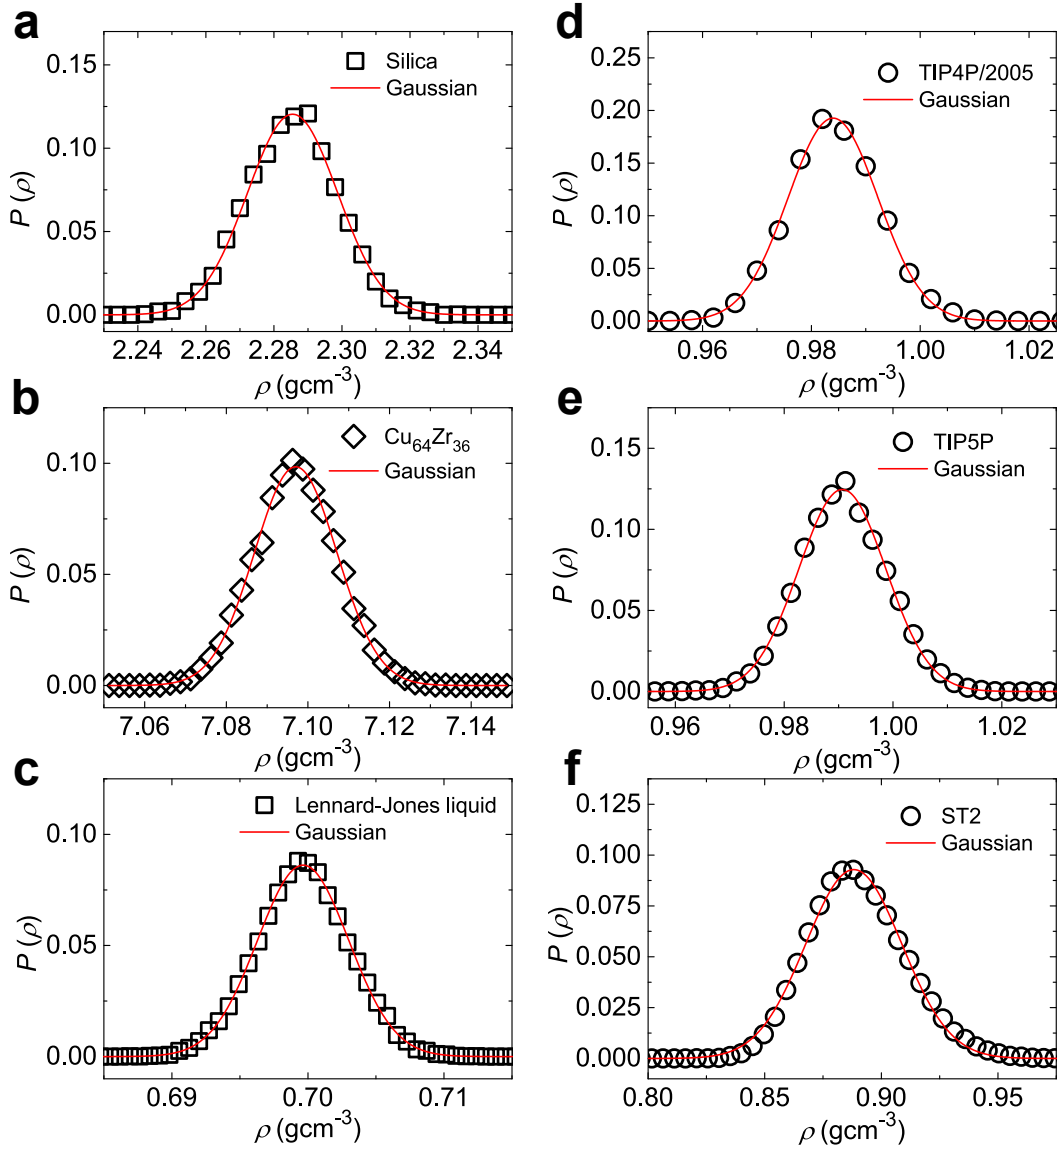 a
Silica
Gaussian
0.15
0.10
0.05
0.00
P (ρ)
2.24 2.26 2.28 2.30 2.32 2.34
ρ (gcm⁻³)
b
Cu₆₄Zr₃₆
Gaussian
0.10
0.05
0.00
P (ρ)
7.06 7.08 7.10 7.12 7.14
ρ (gcm⁻³)
c
Lennard-Jones liquid
Gaussian
0.10
0.05
0.00
P (ρ)
0.69 0.70 0.71
ρ (gcm⁻³)
d
TIP4P/2005
Gaussian
0.25
0.20
0.15
0.10
0.05
0.00
P (ρ)
0.96 0.98 1.00 1.02
ρ (gcm⁻³)
e
TIP5P
Gaussian
0.15
0.10
0.05
0.00
P (ρ)
0.96 0.98 1.00 1.02
ρ (gcm⁻³)
f
ST2
Gaussian
0.125
0.100
0.075
0.050
0.025
0.000
P (ρ)
0.80 0.85 0.90 0.95
ρ (gcm⁻³)